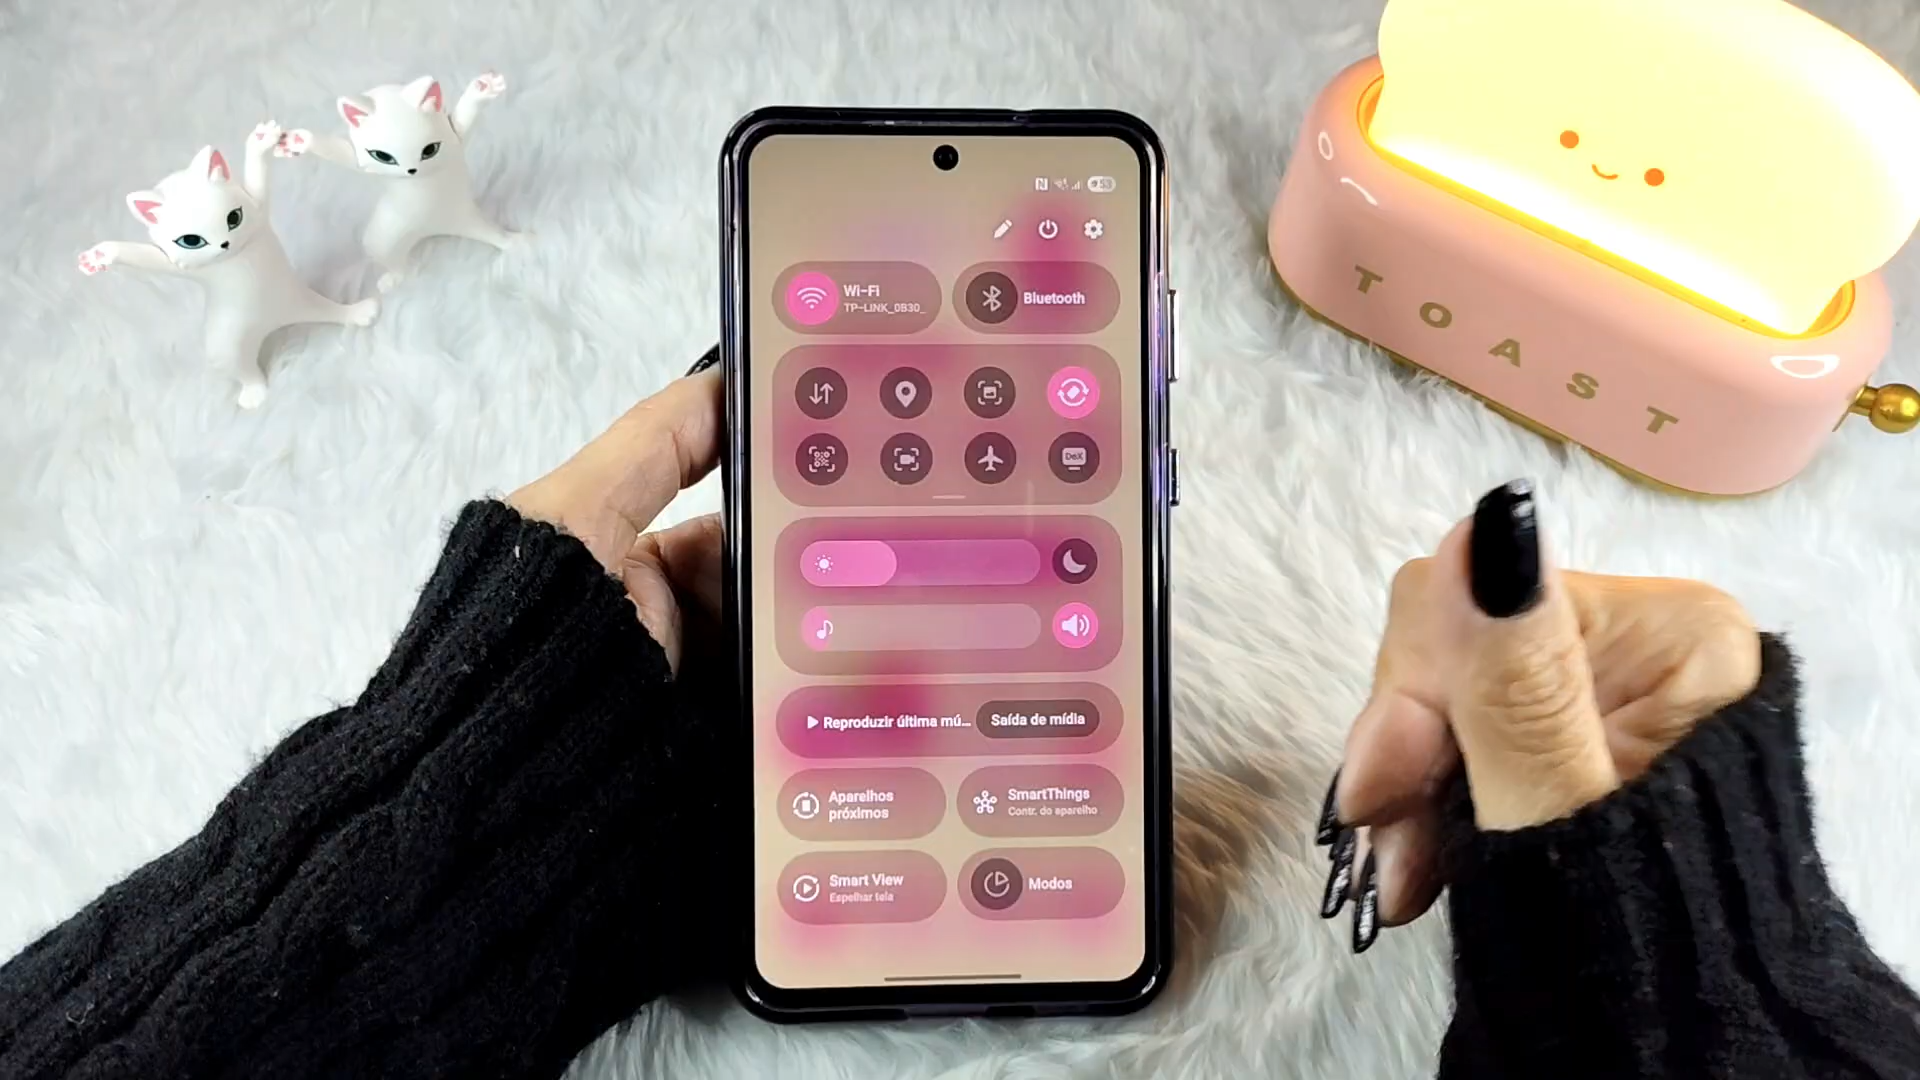 53
Wi-Fi
TP-LINK_0B30_
Bluetooth
DeX
Reproduzir última mú...
Saída de mídia
Aparelhos
próximos
SmartThings
Contr. do aparelho
Smart View
Espelhar tela
Modos
TOAST